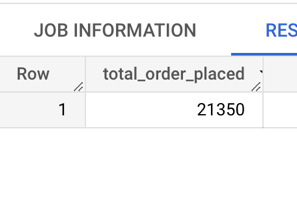 JOB INFORMATION RES
Row total_order_placed
1 21350